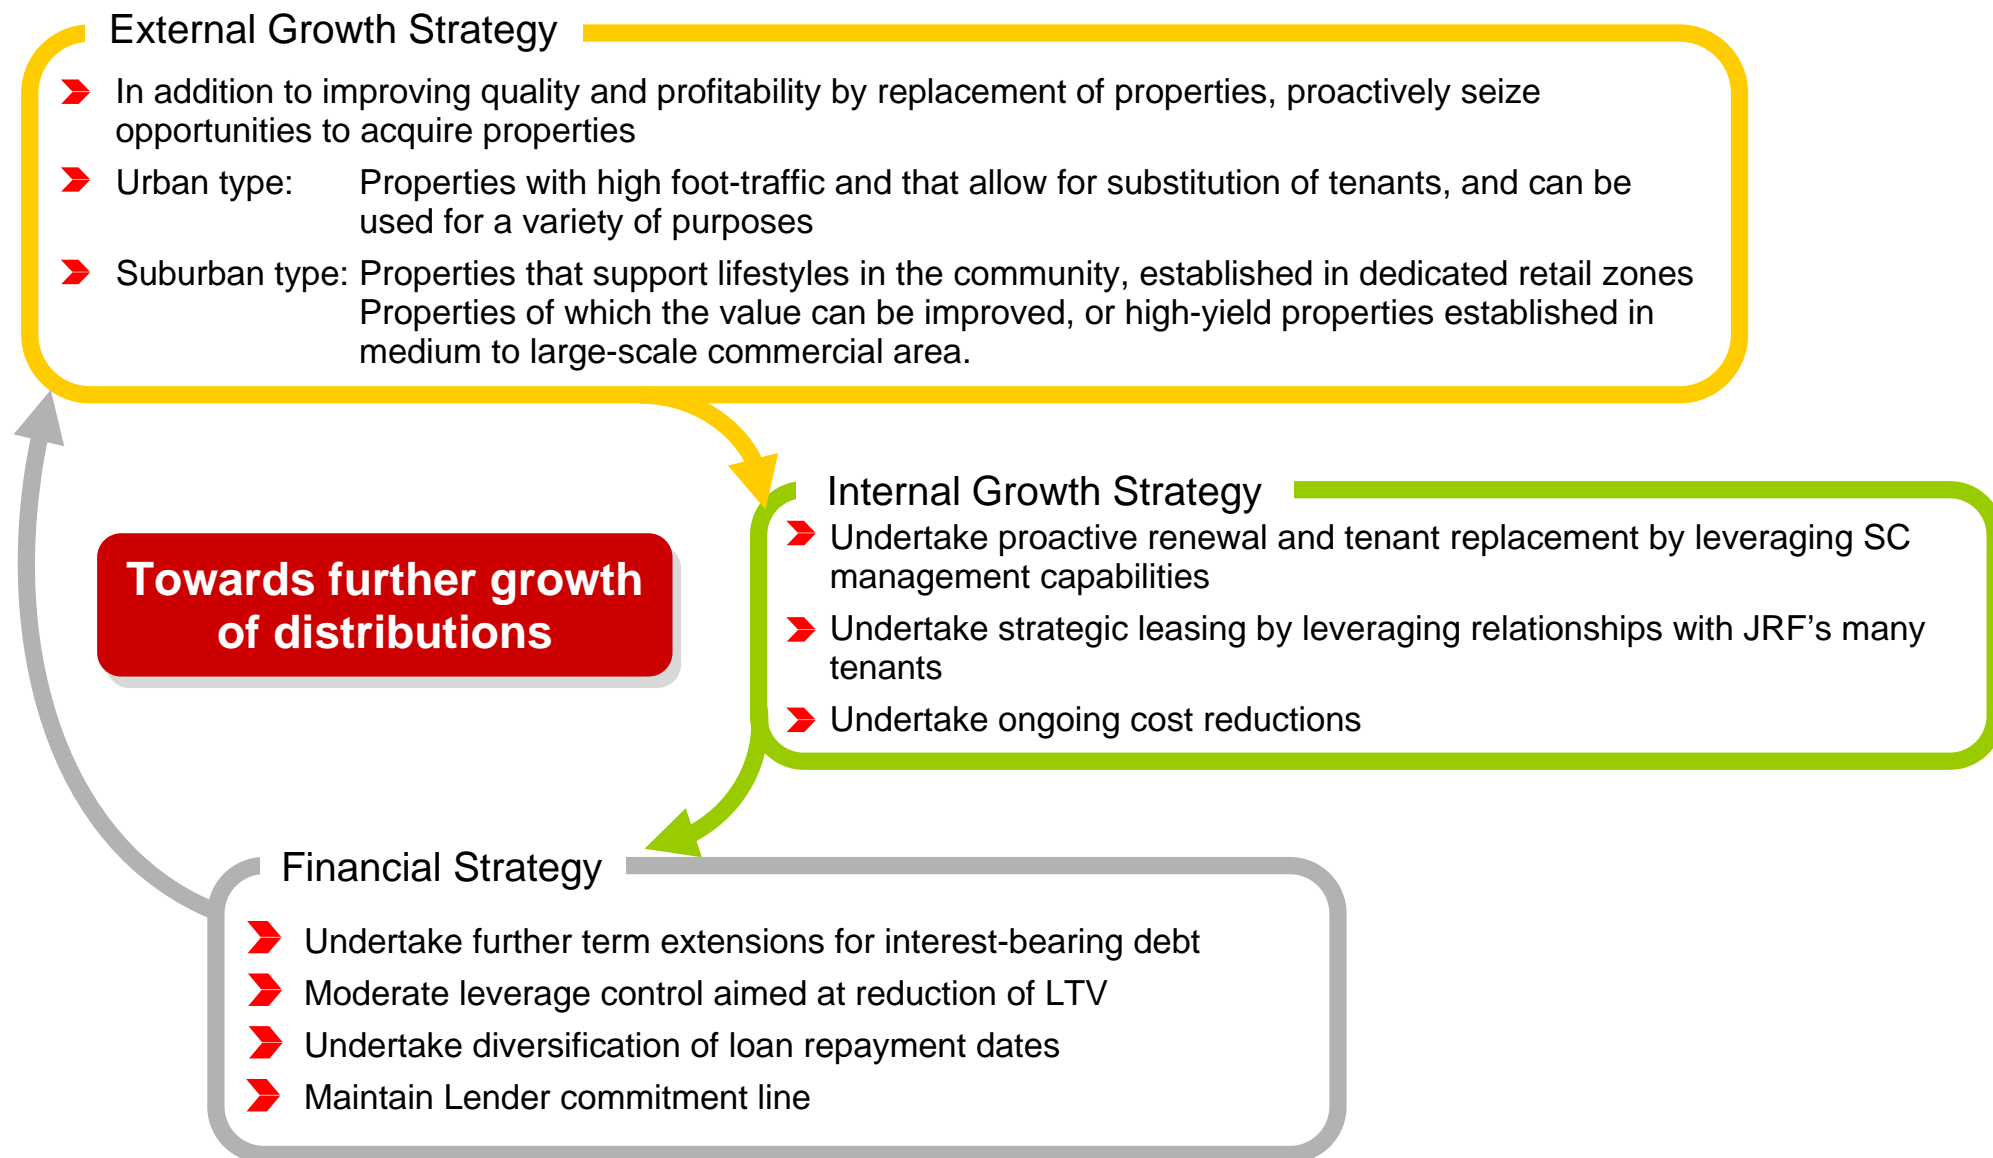 External Growth Strategy
In addition to improving quality and profitability by replacement of properties, proactively seize
opportunities to acquire properties
Urban type: Properties with high foot-traffic and that allow for substitution of tenants, and can be
used for a variety of purposes
Suburban type: Properties that support lifestyles in the community, established in dedicated retail zones
Properties of which the value can be improved, or high-yield properties established in
medium to large-scale commercial area.
Internal Growth Strategy
Undertake proactive renewal and tenant replacement by leveraging SC
management capabilities
Undertake strategic leasing by leveraging relationships with JRF’s many
tenants
Undertake ongoing cost reductions
Towards further growth
of distributions
Financial Strategy
Undertake further term extensions for interest-bearing debt
Moderate leverage control aimed at reduction of LTV
Undertake diversification of loan repayment dates
Maintain Lender commitment line